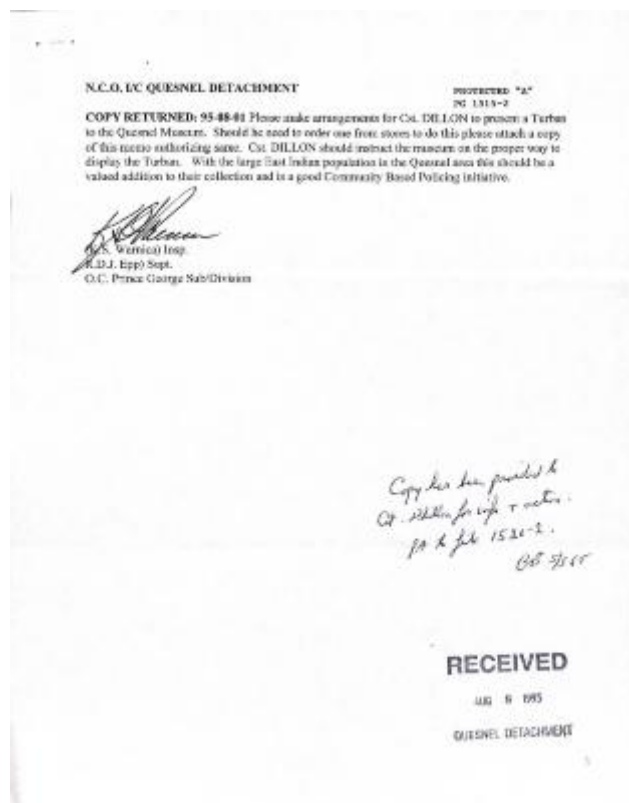 N.C.O. I/C QUESNEL DETACHMENT
PROTECTED "A"
PG 1515-2
COPY RETURNED: 95-08-01 Please make arrangements for Cst. DILLON to present a Turban
to the Quesnel Museum. Should he need to order one from stores to do this please attach a copy
of this memo authorizing same. Cst. DILLON should instruct the museum on the proper way to
display the Turban. With the large East Indian population in the Quesnel area this should be a
valued addition to their collection and is a good Community Based Policing initiative.
Wernica) Insp.
R.D.J. Epp) Supt.
O.C. Prince George Sub/Division
Copy has been provided to
Cst. Dillon for info + action.
PA to file
RECEIVED
AUG 1995
QUESNEL DETACHMENT